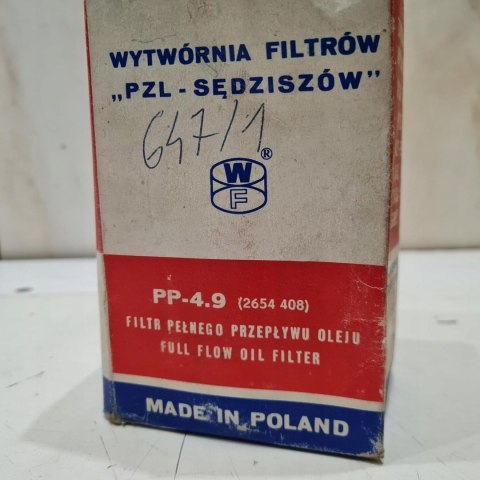 WYTWÓRNIA FILTRÓW
„PZL - SĘDZISZÓW"
647/1
®
W
F
PP-4.9 (2654 408)
FILTR PEŁNEGO PRZEPŁYWU OLEJU
FULL FLOW OIL FILTER
MADE IN POLAND